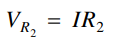 V_{R_2} = IR_2